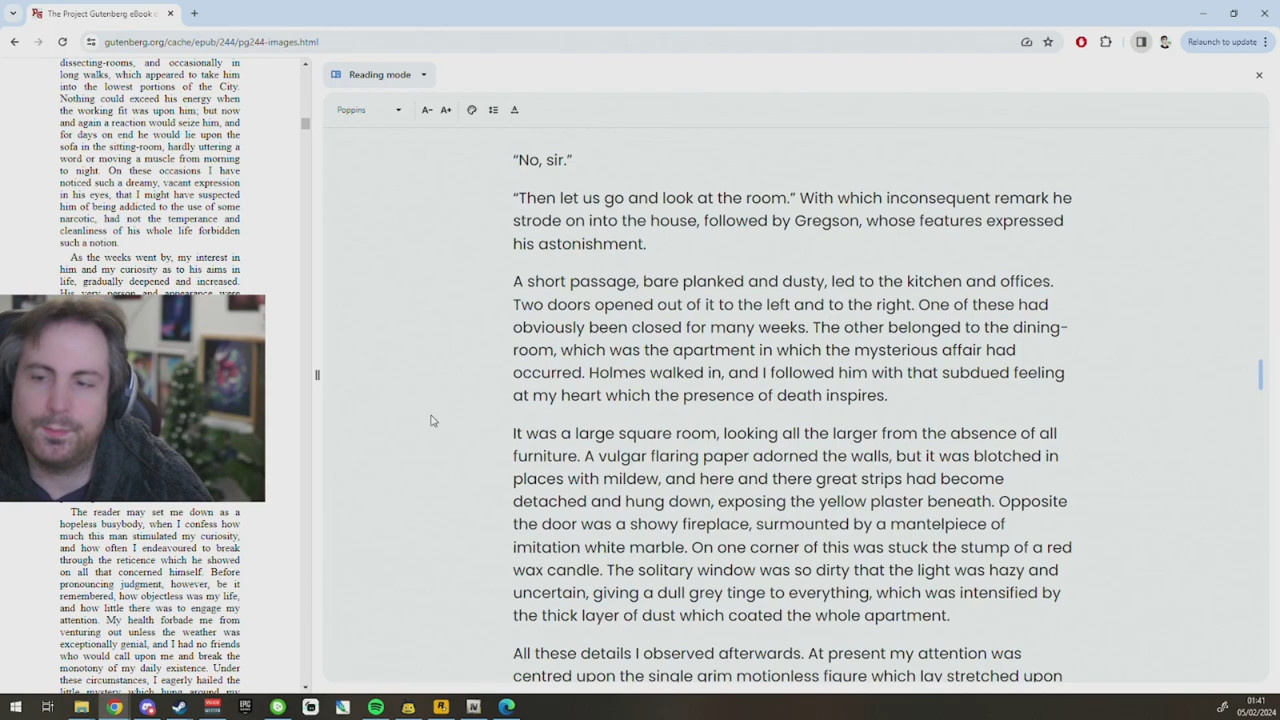 The Project Gutenberg eBook o
gutenberg.org/cache/epub/244/pg244-images.html
Relaunch to update
dissecting-rooms, and occasionally in
long walks, which appeared to take him
into the lowest portions of the City.
Nothing could exceed his energy when
the working fit was upon him; but now
and again a reaction would seize him, and
for days on end he would lie upon the
sofa in the sitting-room, hardly uttering a
word or moving a muscle from morning
to night. On these occasions I have
noticed such a dreamy, vacant expression
in his eyes, that I might have suspected
him of being addicted to the use of some
narcotic, had not the temperance and
cleanliness of his whole life forbidden
such a notion.
As the weeks went by, my interest in
him and my curiosity as to his aims in
life, gradually deepened and increased.
His very person and appearance were
The reader may set me down as a
hopeless busybody, when I confess how
much this man stimulated my curiosity,
and how often I endeavoured to break
through the reticence which he showed
on all that concerned himself. Before
pronouncing judgment, however, be it
remembered, how objectless was my life,
and how little there was to engage my
attention. My health forbade me from
venturing out unless the weather was
exceptionally genial, and I had no friends
who would call upon me and break the
monotony of my daily existence. Under
these circumstances, I eagerly hailed the
little mystery which hung around my
Reading mode
Poppins
A- A+
“No, sir.”
“Then let us go and look at the room.” With which inconsequent remark he
strode on into the house, followed by Gregson, whose features expressed
his astonishment.
A short passage, bare planked and dusty, led to the kitchen and offices.
Two doors opened out of it to the left and to the right. One of these had
obviously been closed for many weeks. The other belonged to the dining-
room, which was the apartment in which the mysterious affair had
occurred. Holmes walked in, and I followed him with that subdued feeling
at my heart which the presence of death inspires.
It was a large square room, looking all the larger from the absence of all
furniture. A vulgar flaring paper adorned the walls, but it was blotched in
places with mildew, and here and there great strips had become
detached and hung down, exposing the yellow plaster beneath. Opposite
the door was a showy fireplace, surmounted by a mantelpiece of
imitation white marble. On one corner of this was stuck the stump of a red
wax candle. The solitary window was so dirty that the light was hazy and
uncertain, giving a dull grey tinge to everything, which was intensified by
the thick layer of dust which coated the whole apartment.
All these details I observed afterwards. At present my attention was
centred upon the single grim motionless figure which lay stretched upon
01:41
05/02/2024